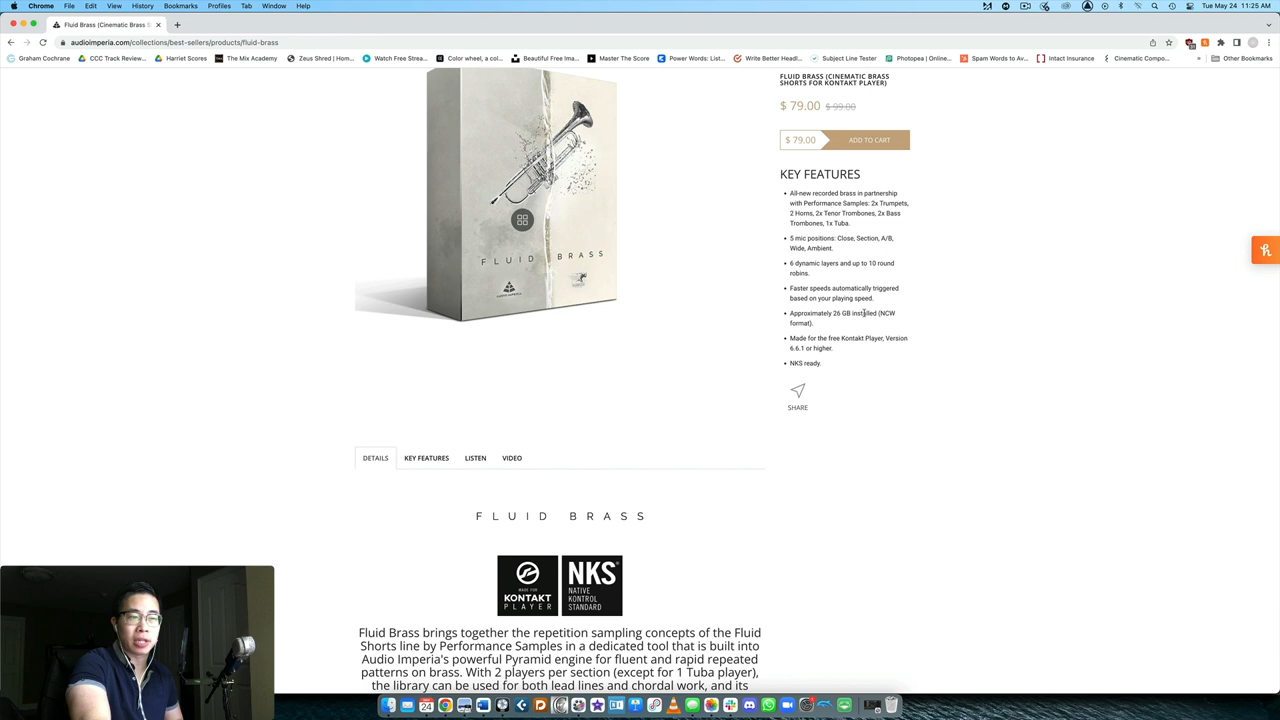 Chrome File Edit View History Bookmarks Profiles Tab Window Help Tue May 24 11:25 AM
Fluid Brass (Cinematic Brass S
audioimperia.com/collections/best-sellers/products/fluid-brass
Graham Cochrane CCC Track Review... Harriet Scores The Mix Academy Zeus Shred | Hom... Watch Free Strea... Color wheel, a col... Beautiful Free Ima... Master The Score Power Words: List... Write Better Headl... Subject Line Tester Photopea | Online... Spam Words to Av... Intact Insurance Cinematic Compo... » Other Bookmarks
FLUID BRASS (CINEMATIC BRASS
SHORTS FOR KONTAKT PLAYER)
$ 79.00 $ 99.00
$ 79.00 ADD TO CART
KEY FEATURES
• All-new recorded brass in partnership
with Performance Samples: 2x Trumpets,
2 Horns, 2x Tenor Trombones, 2x Bass
Trombones, 1x Tuba.
• 5 mic positions: Close, Section, A/B,
Wide, Ambient.
• 6 dynamic layers and up to 10 round
robins.
• Faster speeds automatically triggered
based on your playing speed.
• Approximately 26 GB installed (NCW
format).
• Made for the free Kontakt Player, Version
6.6.1 or higher.
• NKS ready.
SHARE
FLUID BRASS
DETAILS KEY FEATURES LISTEN VIDEO
FLUID BRASS
MADE FOR
KONTAKT
PLAYER
NKS
NATIVE
KONTROL
STANDARD
Fluid Brass brings together the repetition sampling concepts of the Fluid
Shorts line by Performance Samples in a dedicated tool that is built into
Audio Imperia's powerful Pyramid engine for fluent and rapid repeated
patterns on brass. With 2 players per section (except for 1 Tuba player),
the library can be used for both lead lines and chordal work, and its